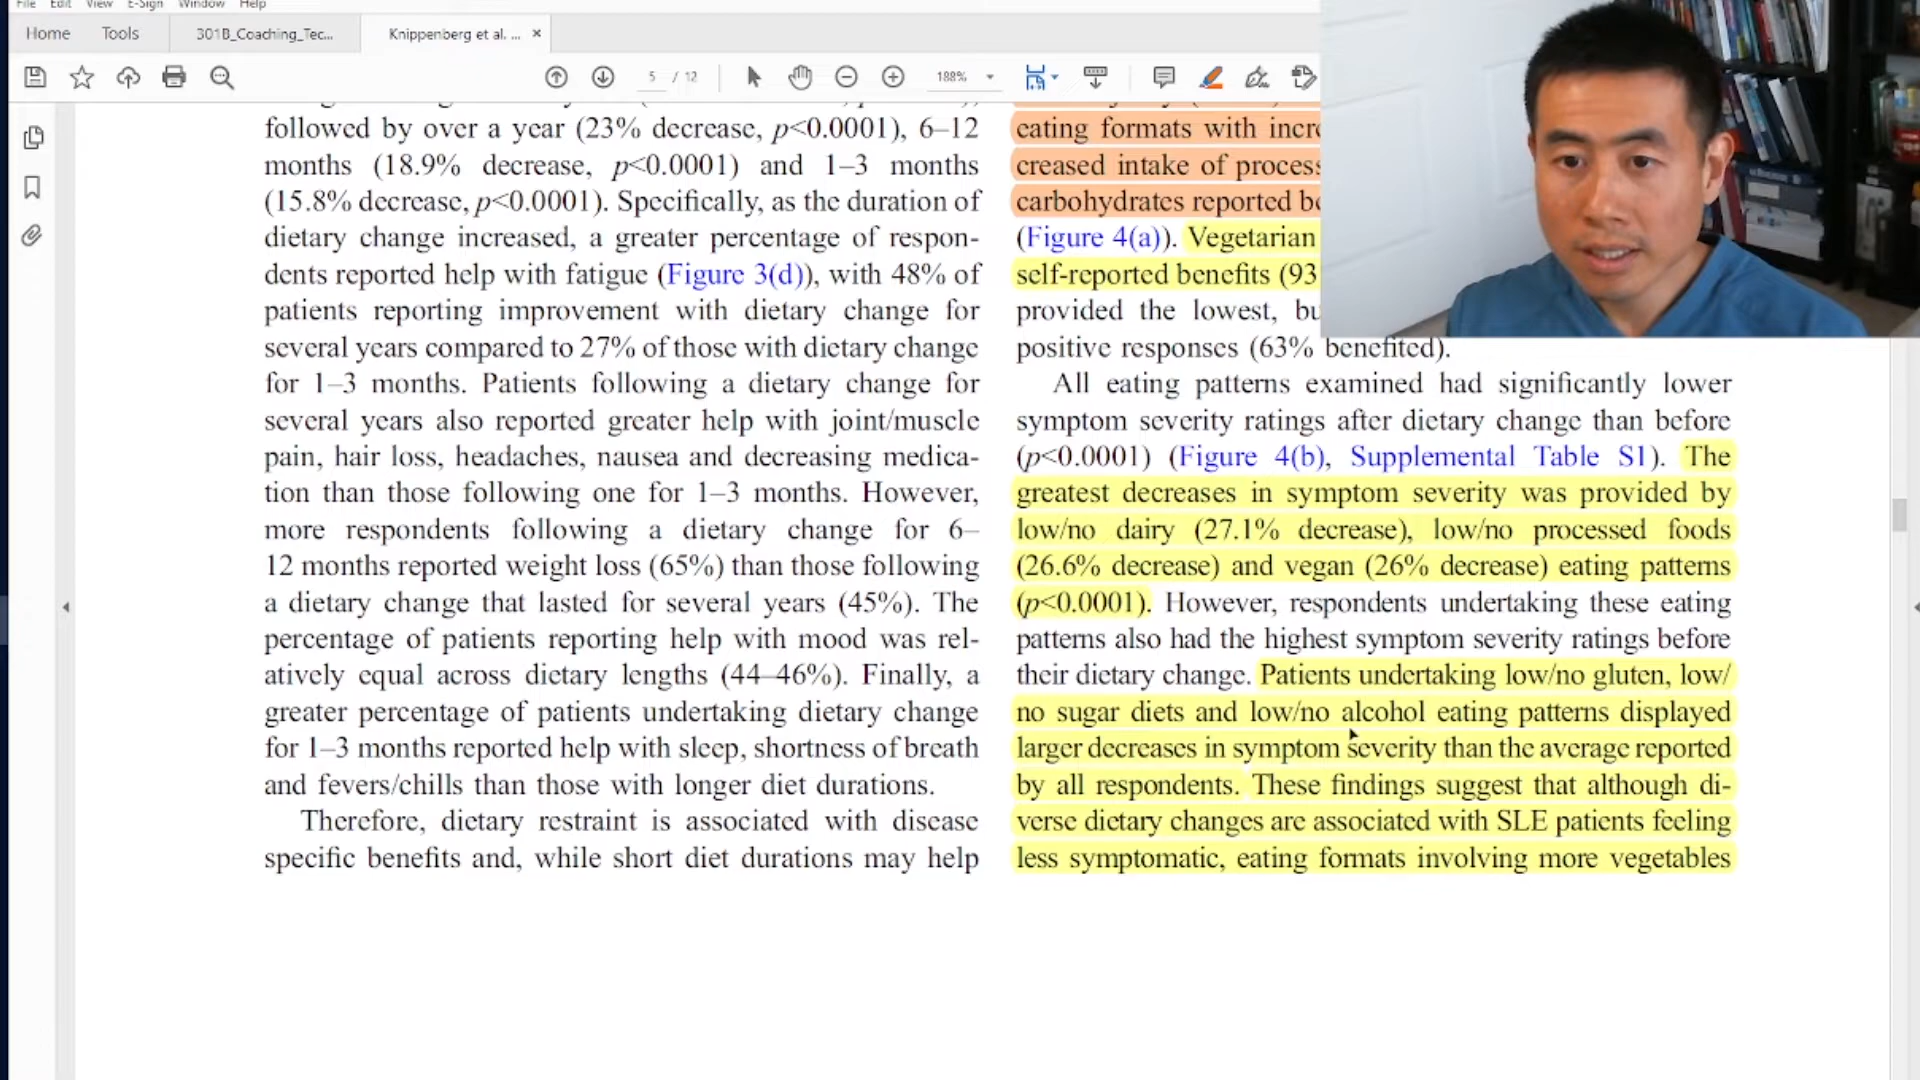 File Edit View E-Sign Window Help
Home Tools 301B_Coaching_Tec... Knippenberg et al. ... ×
5 / 12 188%
followed by over a year (23% decrease, p<0.0001), 6–12
months (18.9% decrease, p<0.0001) and 1–3 months
(15.8% decrease, p<0.0001). Specifically, as the duration of
dietary change increased, a greater percentage of respon-
dents reported help with fatigue (Figure 3(d)), with 48% of
patients reporting improvement with dietary change for
several years compared to 27% of those with dietary change
for 1–3 months. Patients following a dietary change for
several years also reported greater help with joint/muscle
pain, hair loss, headaches, nausea and decreasing medica-
tion than those following one for 1–3 months. However,
more respondents following a dietary change for 6–
12 months reported weight loss (65%) than those following
a dietary change that lasted for several years (45%). The
percentage of patients reporting help with mood was rel-
atively equal across dietary lengths (44–46%). Finally, a
greater percentage of patients undertaking dietary change
for 1–3 months reported help with sleep, shortness of breath
and fevers/chills than those with longer diet durations.
Therefore, dietary restraint is associated with disease
specific benefits and, while short diet durations may help
eating formats with incr
creased intake of process
carbohydrates reported be
(Figure 4(a)). Vegetarian
self-reported benefits (93
provided the lowest, bu
positive responses (63% benefited).
All eating patterns examined had significantly lower
symptom severity ratings after dietary change than before
(p<0.0001) (Figure 4(b), Supplemental Table S1). The
greatest decreases in symptom severity was provided by
low/no dairy (27.1% decrease), low/no processed foods
(26.6% decrease) and vegan (26% decrease) eating patterns
(p<0.0001). However, respondents undertaking these eating
patterns also had the highest symptom severity ratings before
their dietary change. Patients undertaking low/no gluten, low/
no sugar diets and low/no alcohol eating patterns displayed
larger decreases in symptom severity than the average reported
by all respondents. These findings suggest that although di-
verse dietary changes are associated with SLE patients feeling
less symptomatic, eating formats involving more vegetables